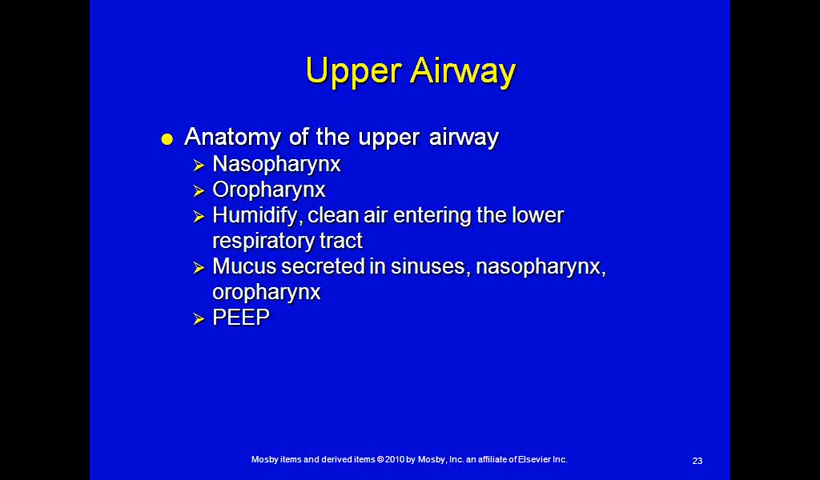 Upper Airway
Anatomy of the upper airway
Nasopharynx
Oropharynx
Humidify, clean air entering the lower
respiratory tract
Mucus secreted in sinuses, nasopharynx,
oropharynx
PEEP
Mosby items and derived items © 2010 by Mosby, Inc. an affiliate of Elsevier Inc.
23